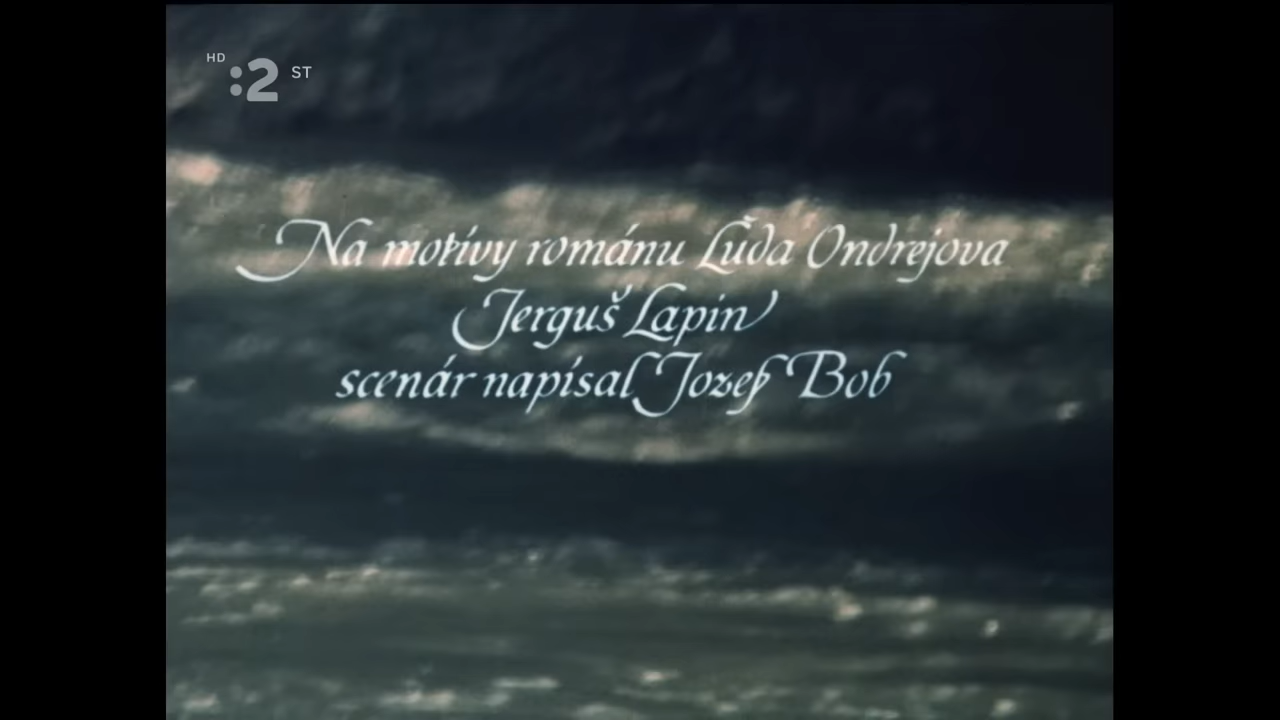 HD :2 ST
Na motívy románu Ľuda Ondrejova
Jerguš Lapin
scenár napísal Jozef Bob